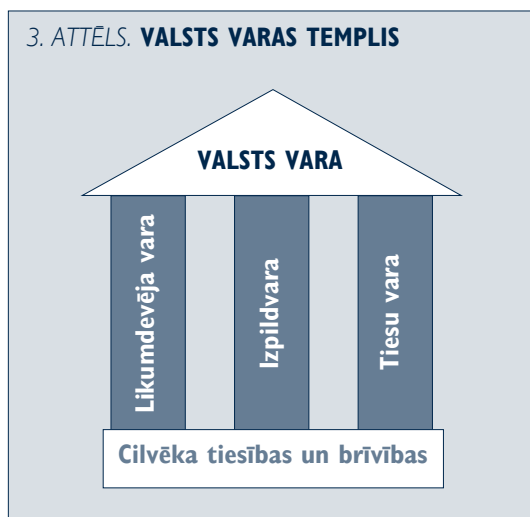 3. ATTĒLS. VALSTS VARAS TEMPLIS
VALSTS VARA
Likumdevēja vara
Izpildvara
Tiesu vara
Cilvēka tiesības un brīvības